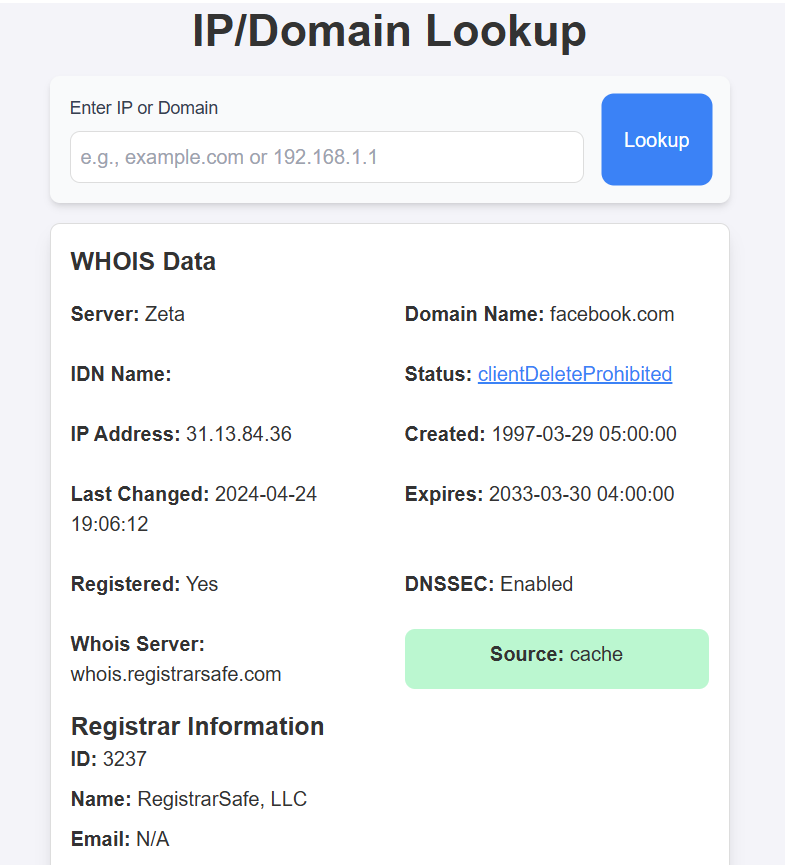 IP/Domain Lookup
Enter IP or Domain
e.g., example.com or 192.168.1.1
Lookup
WHOIS Data
Server: Zeta
Domain Name: facebook.com
IDN Name:
Status: clientDeleteProhibited
IP Address: 31.13.84.36
Created: 1997-03-29 05:00:00
Last Changed: 2024-04-24
19:06:12
Expires: 2033-03-30 04:00:00
Registered: Yes
DNSSEC: Enabled
Whois Server:
whois.registrarsafe.com
Source: cache
Registrar Information
ID: 3237
Name: RegistrarSafe, LLC
Email: N/A